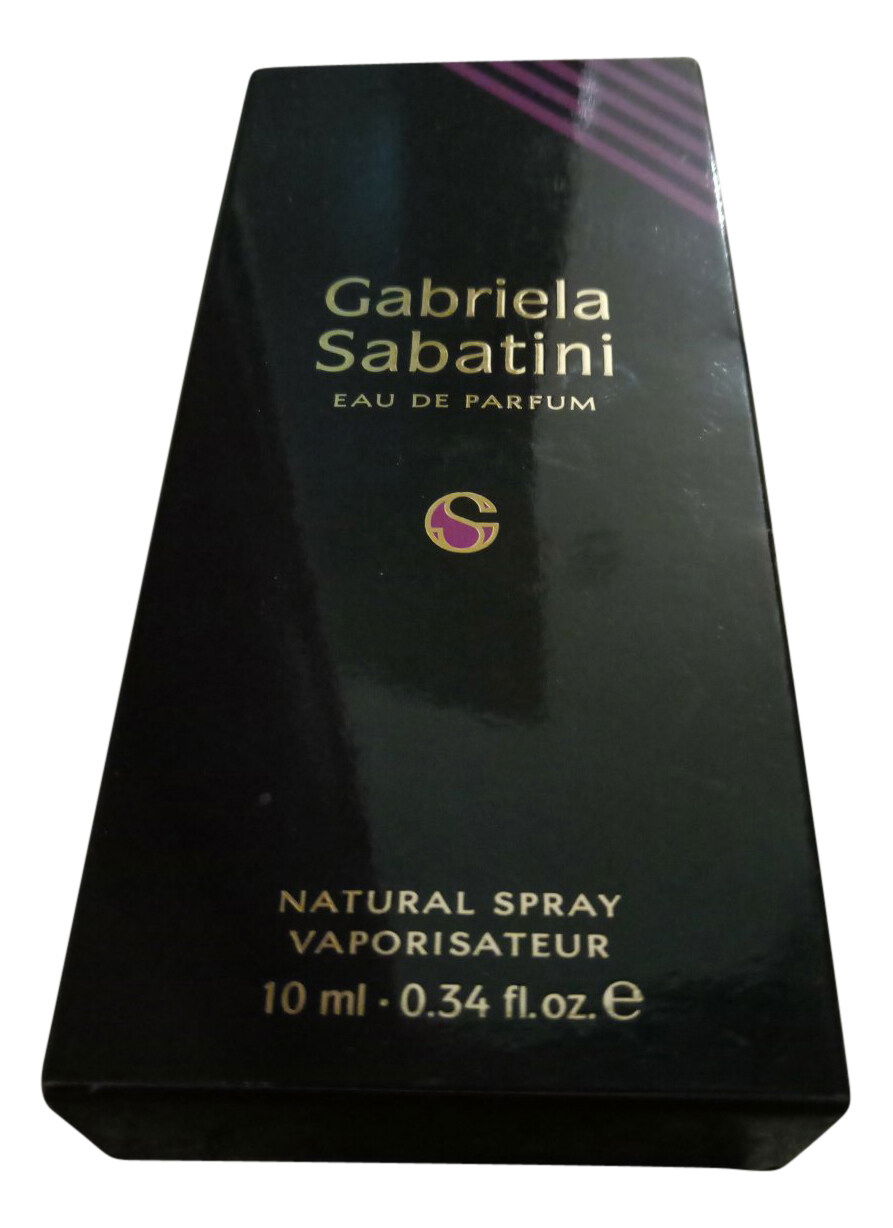 Gabriela
Sabatini
EAU DE PARFUM
NATURAL SPRAY
VAPORISATEUR
10 ml · 0.34 fl.oz. ℮